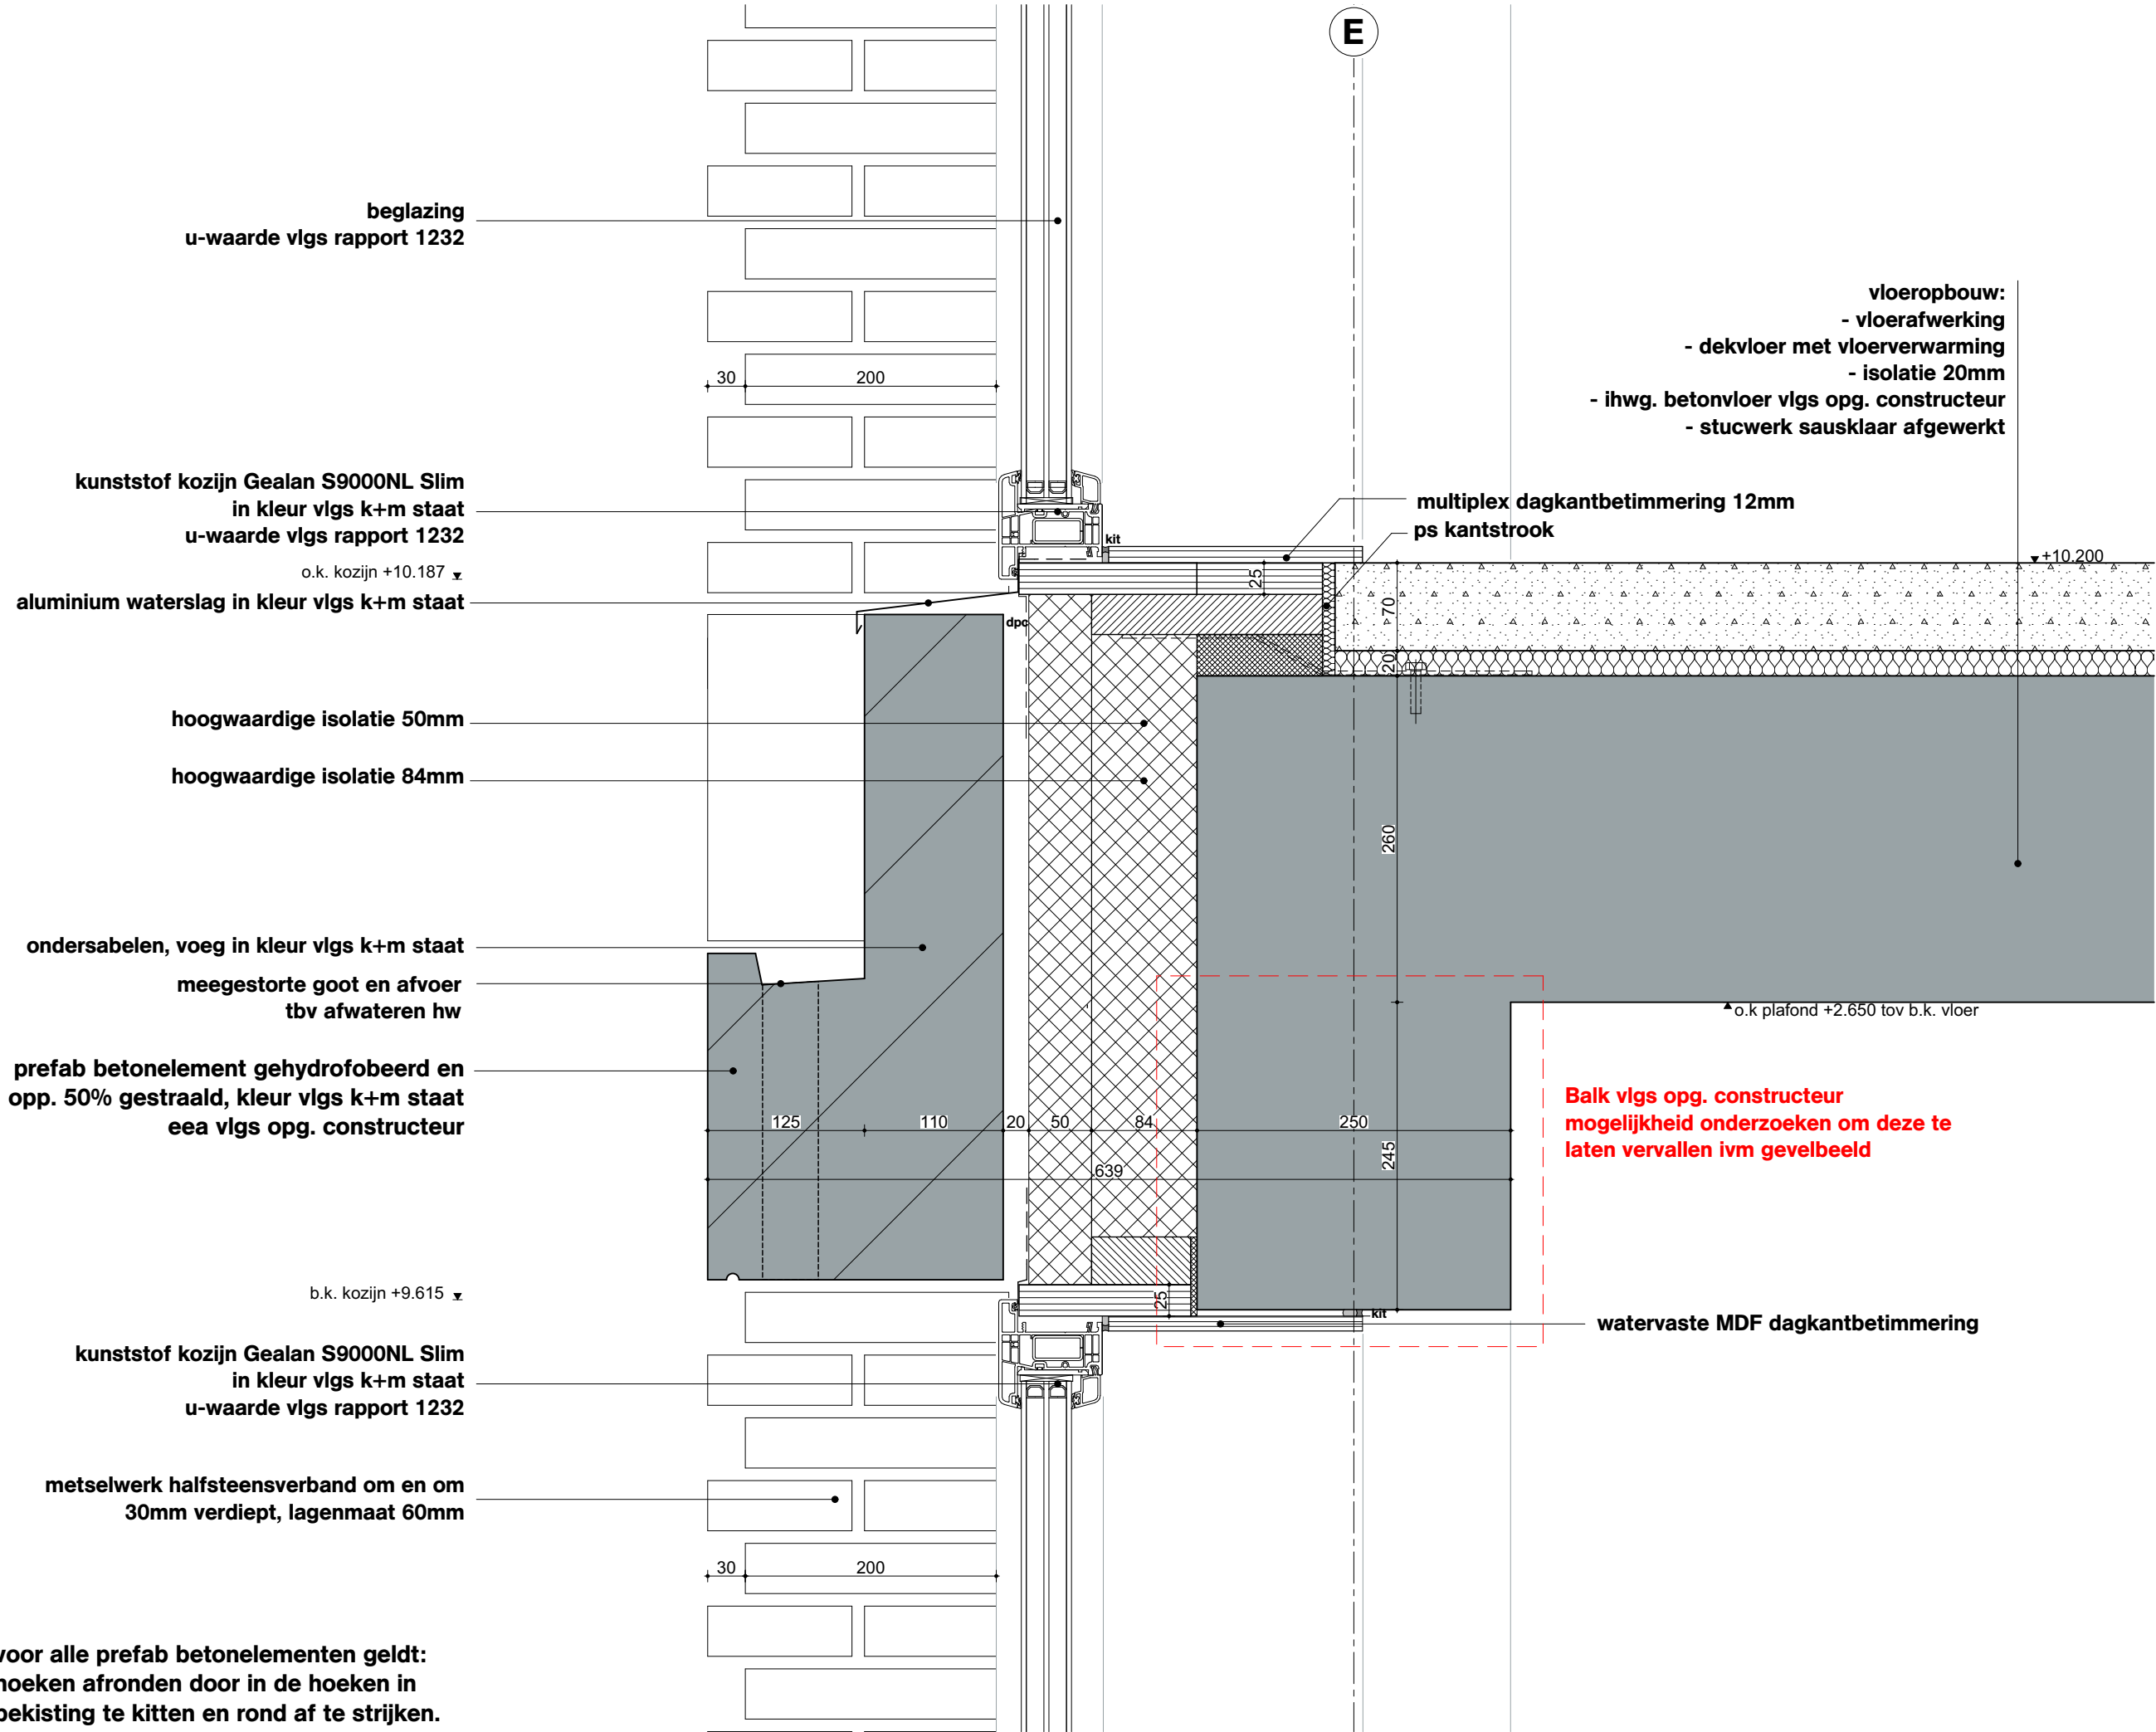 E
beglazing
u-waarde vlgs rapport 1232
vloeropbouw:
- vloerafwerking
- dekvloer met vloerverwarming
- isolatie 20mm
- ihwg. betonvloer vlgs opg. constructeur
- stucwerk sausklaar afgewerkt
30 200
kunststof kozijn Gealan S9000NL Slim
in kleur vlgs k+m staat
u-waarde vlgs rapport 1232
multiplex dagkantbetimmering 12mm
ps kantstrook
kit
+10.200
o.k. kozijn +10.187
25
70
aluminium waterslag in kleur vlgs k+m staat
dpc
20
hoogwaardige isolatie 50mm
hoogwaardige isolatie 84mm
260
ondersabelen, voeg in kleur vlgs k+m staat
meegestorte goot en afvoer
tbv afwateren hw
o.k plafond +2.650 tov b.k. vloer
prefab betonelement gehydrofobeerd en
opp. 50% gestraald, kleur vlgs k+m staat
eea vlgs opg. constructeur
Balk vlgs opg. constructeur
mogelijkheid onderzoeken om deze te
laten vervallen ivm gevelbeeld
125 110 20 50 84 250
245
639
b.k. kozijn +9.615
25
kit
watervaste MDF dagkantbetimmering
kunststof kozijn Gealan S9000NL Slim
in kleur vlgs k+m staat
u-waarde vlgs rapport 1232
metselwerk halfsteensverband om en om
30mm verdiept, lagenmaat 60mm
30 200
voor alle prefab betonelementen geldt:
hoeken afronden door in de hoeken in
bekisting te kitten en rond af te strijken.